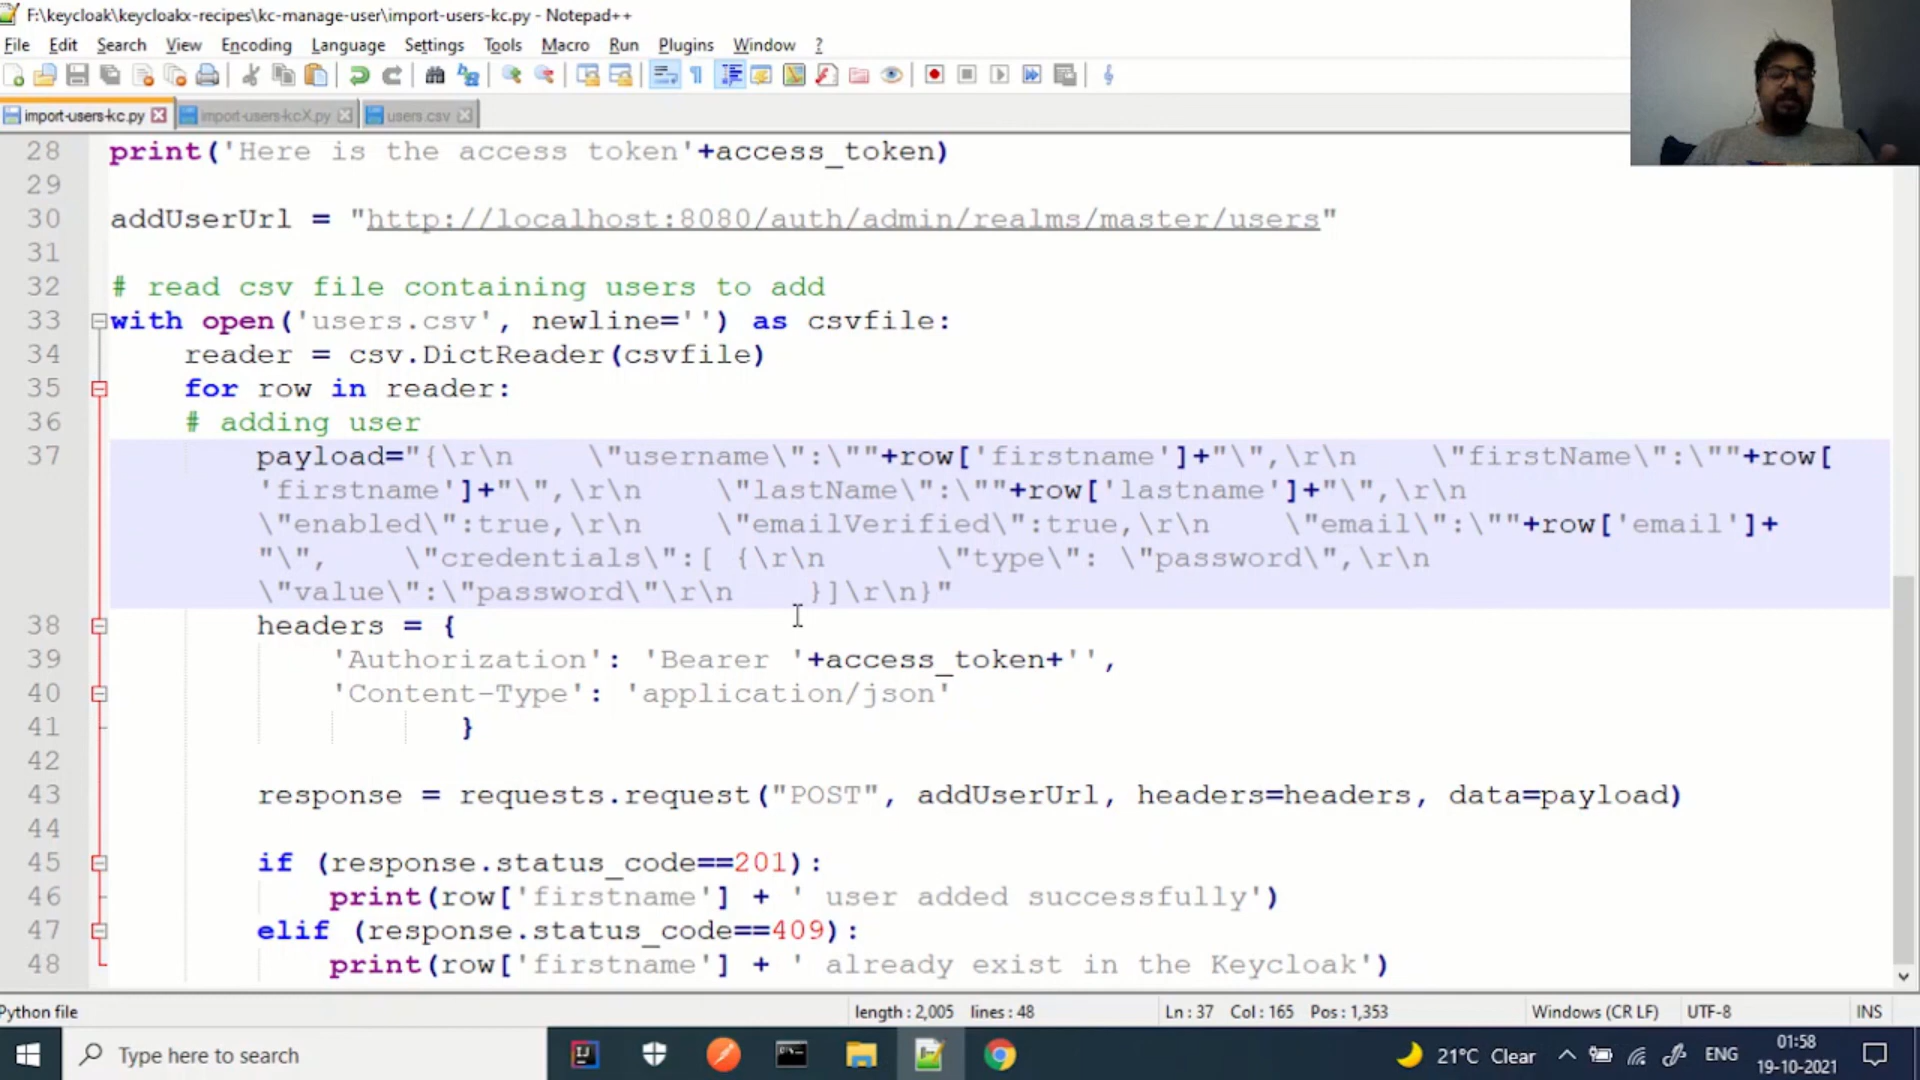 F:\keycloak\keycloakx-recipes\kc-manage-user\import-users-kc.py - Notepad++
File Edit Search View Encoding Language Settings Tools Macro Run Plugins Window ?
import-users-kc.py import-users-kcX.py users.csv
28 print('Here is the access token'+access_token)
29
30 addUserUrl = "http://localhost:8080/auth/admin/realms/master/users"
31
32 # read csv file containing users to add
33 with open('users.csv', newline='') as csvfile:
34 reader = csv.DictReader(csvfile)
35 for row in reader:
36 # adding user
37 payload="{\r\n    \"username\":\""+row['firstname']+"\",\r\n    \"firstName\":\""+row[
'firstname']+"\",\r\n    \"lastName\":\""+row['lastname']+"\",\r\n
\"enabled\":true,\r\n    \"emailVerified\":true,\r\n    \"email\":\""+row['email']+
"\",    \"credentials\":[ {\r\n      \"type\": \"password\",\r\n
\"value\":\"password\"\r\n    }]\r\n}"
38 headers = {
39 'Authorization': 'Bearer '+access_token+'',
40 'Content-Type': 'application/json'
41 }
42
43 response = requests.request("POST", addUserUrl, headers=headers, data=payload)
44
45 if (response.status_code==201):
46 print(row['firstname'] + ' user added successfully')
47 elif (response.status_code==409):
48 print(row['firstname'] + ' already exist in the Keycloak')
Python file length : 2,005 lines : 48 Ln : 37 Col : 165 Pos : 1,353 Windows (CR LF) UTF-8 INS
Type here to search 21°C Clear ENG 01:58
19-10-2021